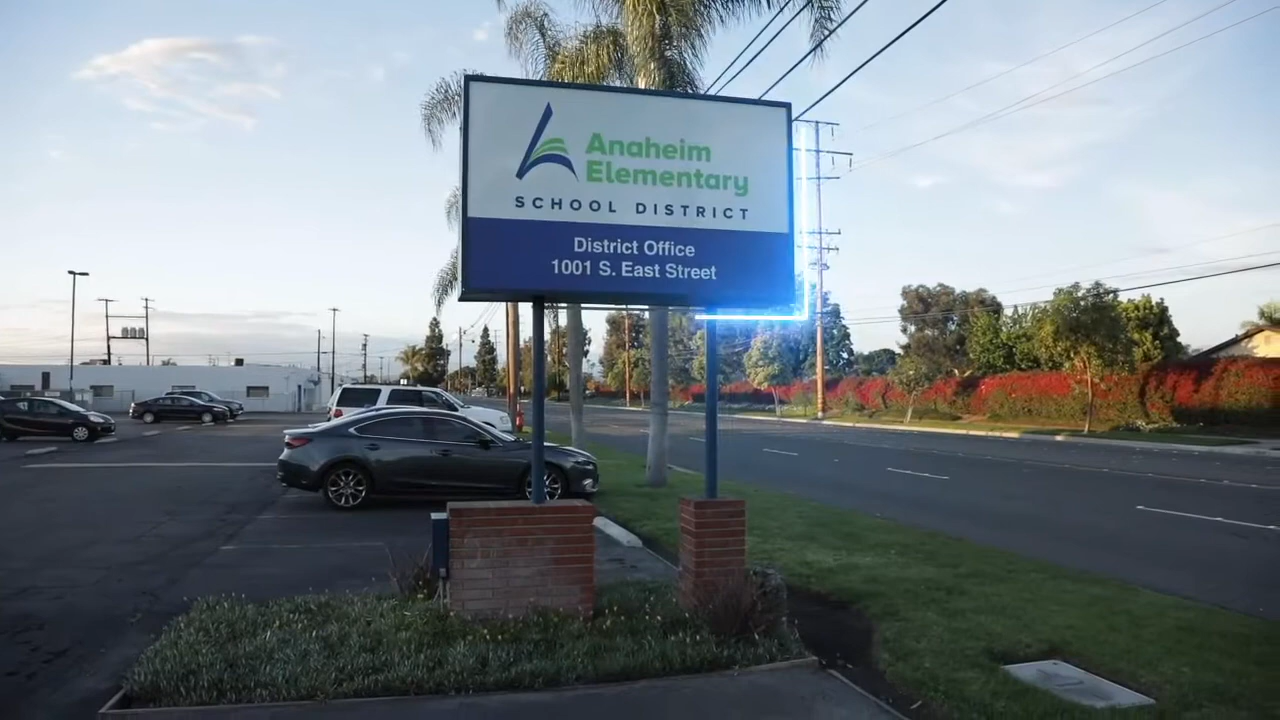 Anaheim
Elementary
SCHOOL DISTRICT
District Office
1001 S. East Street